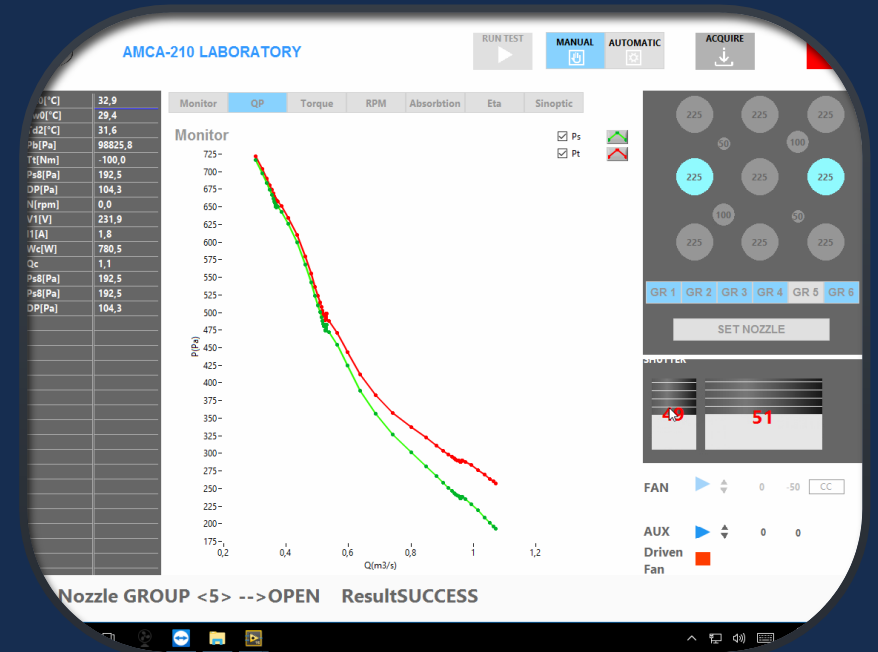 AMCA-210 LABORATORY
RUN TEST
MANUAL
AUTOMATIC
ACQUIRE
[°C] 32,9
w0[°C] 29,4
d2[°C] 31,6
Pb[Pa] 98825,8
Tt[Nm] -100,0
Ps8[Pa] 192,5
DP[Pa] 104,3
N[rpm] 0,0
V1[V] 231,9
I1[A] 1,8
Wc[W] 780,5
Qc 1,1
Ps8[Pa] 192,5
Ps8[Pa] 192,5
DP[Pa] 104,3
Monitor QP Torque RPM Absorbtion Eta Sinoptic
Monitor
Ps
Pt
725
700
675
650
625
600
575
550
525
500
475
450
425
400
375
350
325
300
275
250
225
200
175
P(Pa)
0,2 0,4 0,6 0,8 1 1,2
Q(m3/s)
225 225 225
50 100
225 225 225
100 50
225 225 225
GR 1 GR 2 GR 3 GR 4 GR 5 GR 6
SET NOZZLE
SHUTTER
49 51
FAN 0 -50 CC
AUX 0 0
Driven
Fan
Nozzle GROUP <5> -->OPEN ResultSUCCESS